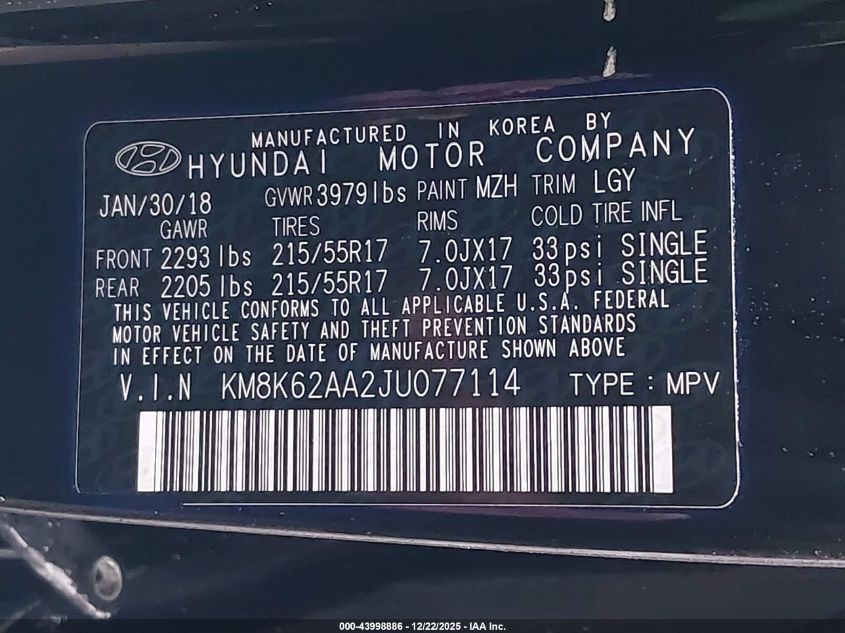 MANUFACTURED IN KOREA BY
HYUNDAI MOTOR COMPANY
JAN/30/18 GVWR 3979lbs PAINT MZH TRIM LGY
GAWR TIRES RIMS COLD TIRE INFL
FRONT 2293 lbs 215/55R17 7.0JX17 33psi SINGLE
REAR 2205 lbs 215/55R17 7.0JX17 33psi SINGLE
THIS VEHICLE CONFORMS TO ALL APPLICABLE U.S.A. FEDERAL
MOTOR VEHICLE SAFETY AND THEFT PREVENTION STANDARDS
IN EFFECT ON THE DATE OF MANUFACTURE SHOWN ABOVE
V.I.N KM8K62AA2JU077114 TYPE : MPV
000-43998886 - 12/22/2025 - IAA Inc.